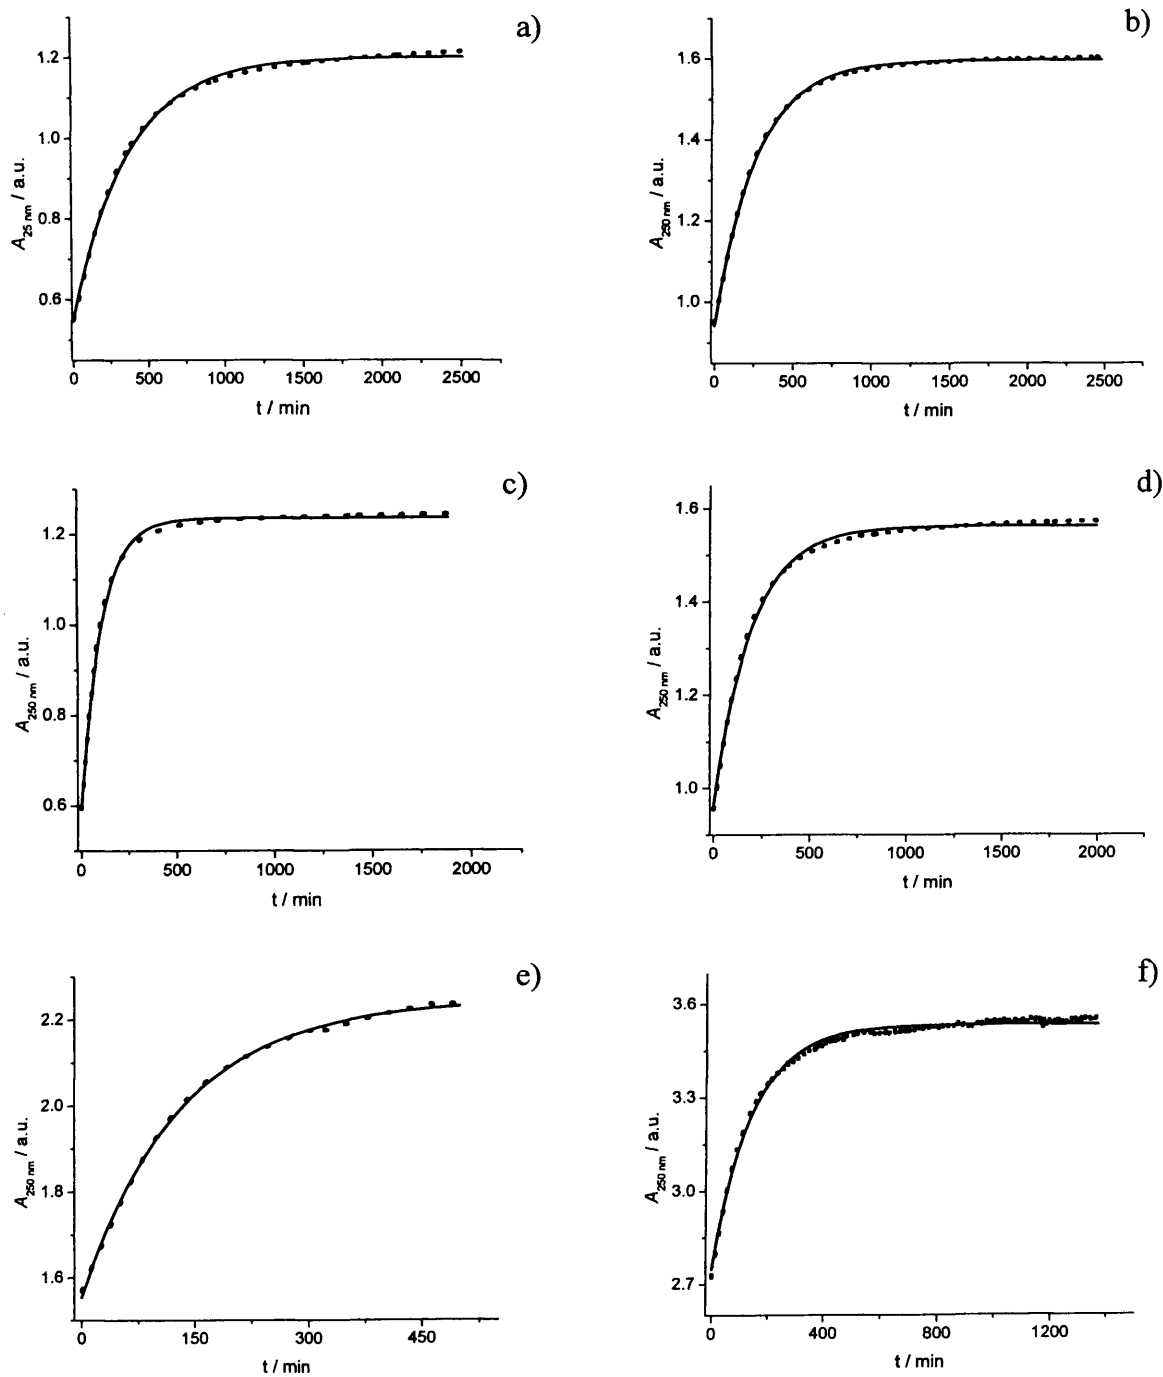 a)
1.2
1.0
0.8
0.6
A25 nm / a.u.
0 500 1000 1500 2000 2500
t / min
b)
1.6
1.4
1.2
1.0
A250 nm / a.u.
0 500 1000 1500 2000 2500
t / min
c)
1.2
1.0
0.8
0.6
A250 nm / a.u.
0 500 1000 1500 2000
t / min
d)
1.6
1.4
1.2
1.0
A250 nm / a.u.
0 500 1000 1500 2000
t / min
e)
2.2
2.0
1.8
1.6
A250 nm / a.u.
0 150 300 450
t / min
f)
3.6
3.3
3.0
2.7
A250 nm / a.u.
0 400 800 1200
t / min